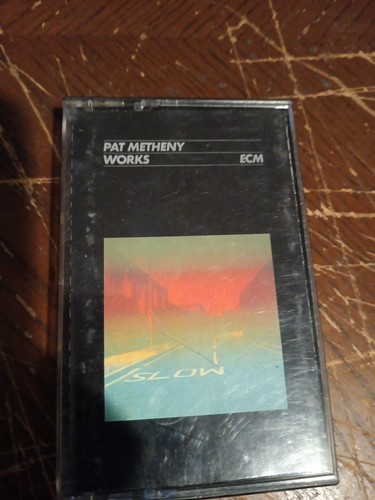 PAT METHENY
WORKS ECM
SLOW